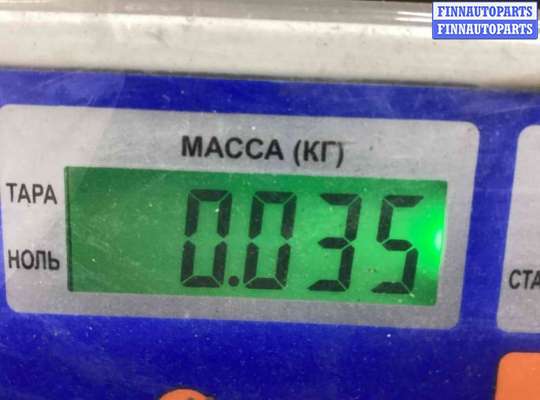 FINNAUTOPARTS
FINNAUTOPARTS
МАССА (КГ)
ТАРА
0.035
НОЛЬ
СТА